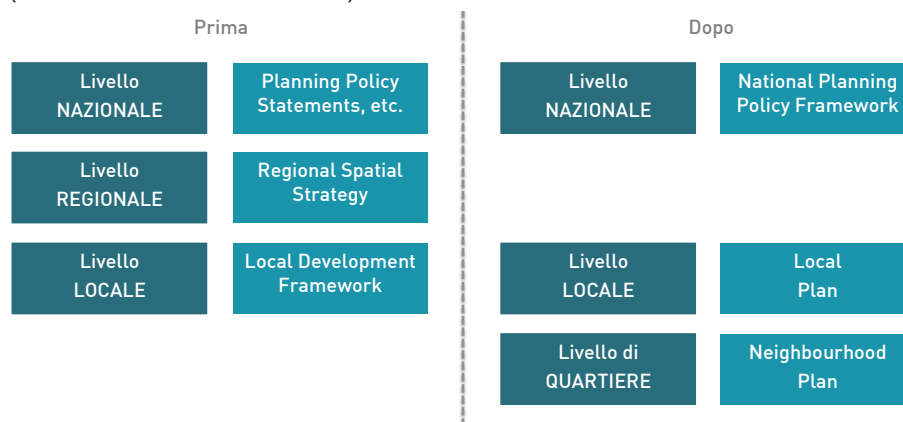 Prima
Livello
NAZIONALE
Planning Policy
Statements, etc.
Livello
REGIONALE
Regional Spatial
Strategy
Livello
LOCALE
Local Development
Framework
Dopo
Livello
NAZIONALE
National Planning
Policy Framework
Livello
LOCALE
Local
Plan
Livello di
QUARTIERE
Neighbourhood
Plan